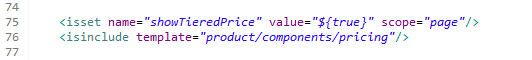 74
75 <isset name="showTieredPrice" value="${true}" scope="page"/>
76 <isinclude template="product/components/pricing"/>
77